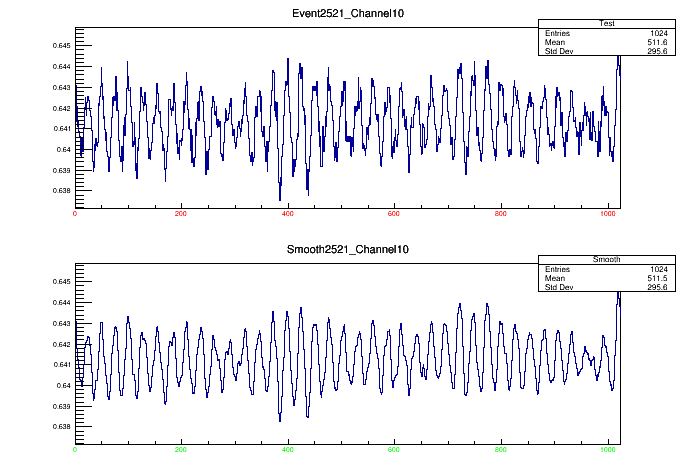 Event2521_Channel10
Test
Entries 1024
Mean 511.6
Std Dev 295.6
0.645
0.644
0.643
0.642
0.641
0.64
0.639
0.638
0 200 400 600 800 1000
Smooth2521_Channel10
Smooth
Entries 1024
Mean 511.5
Std Dev 295.6
0.645
0.644
0.643
0.642
0.641
0.64
0.639
0.638
0 200 400 600 800 1000